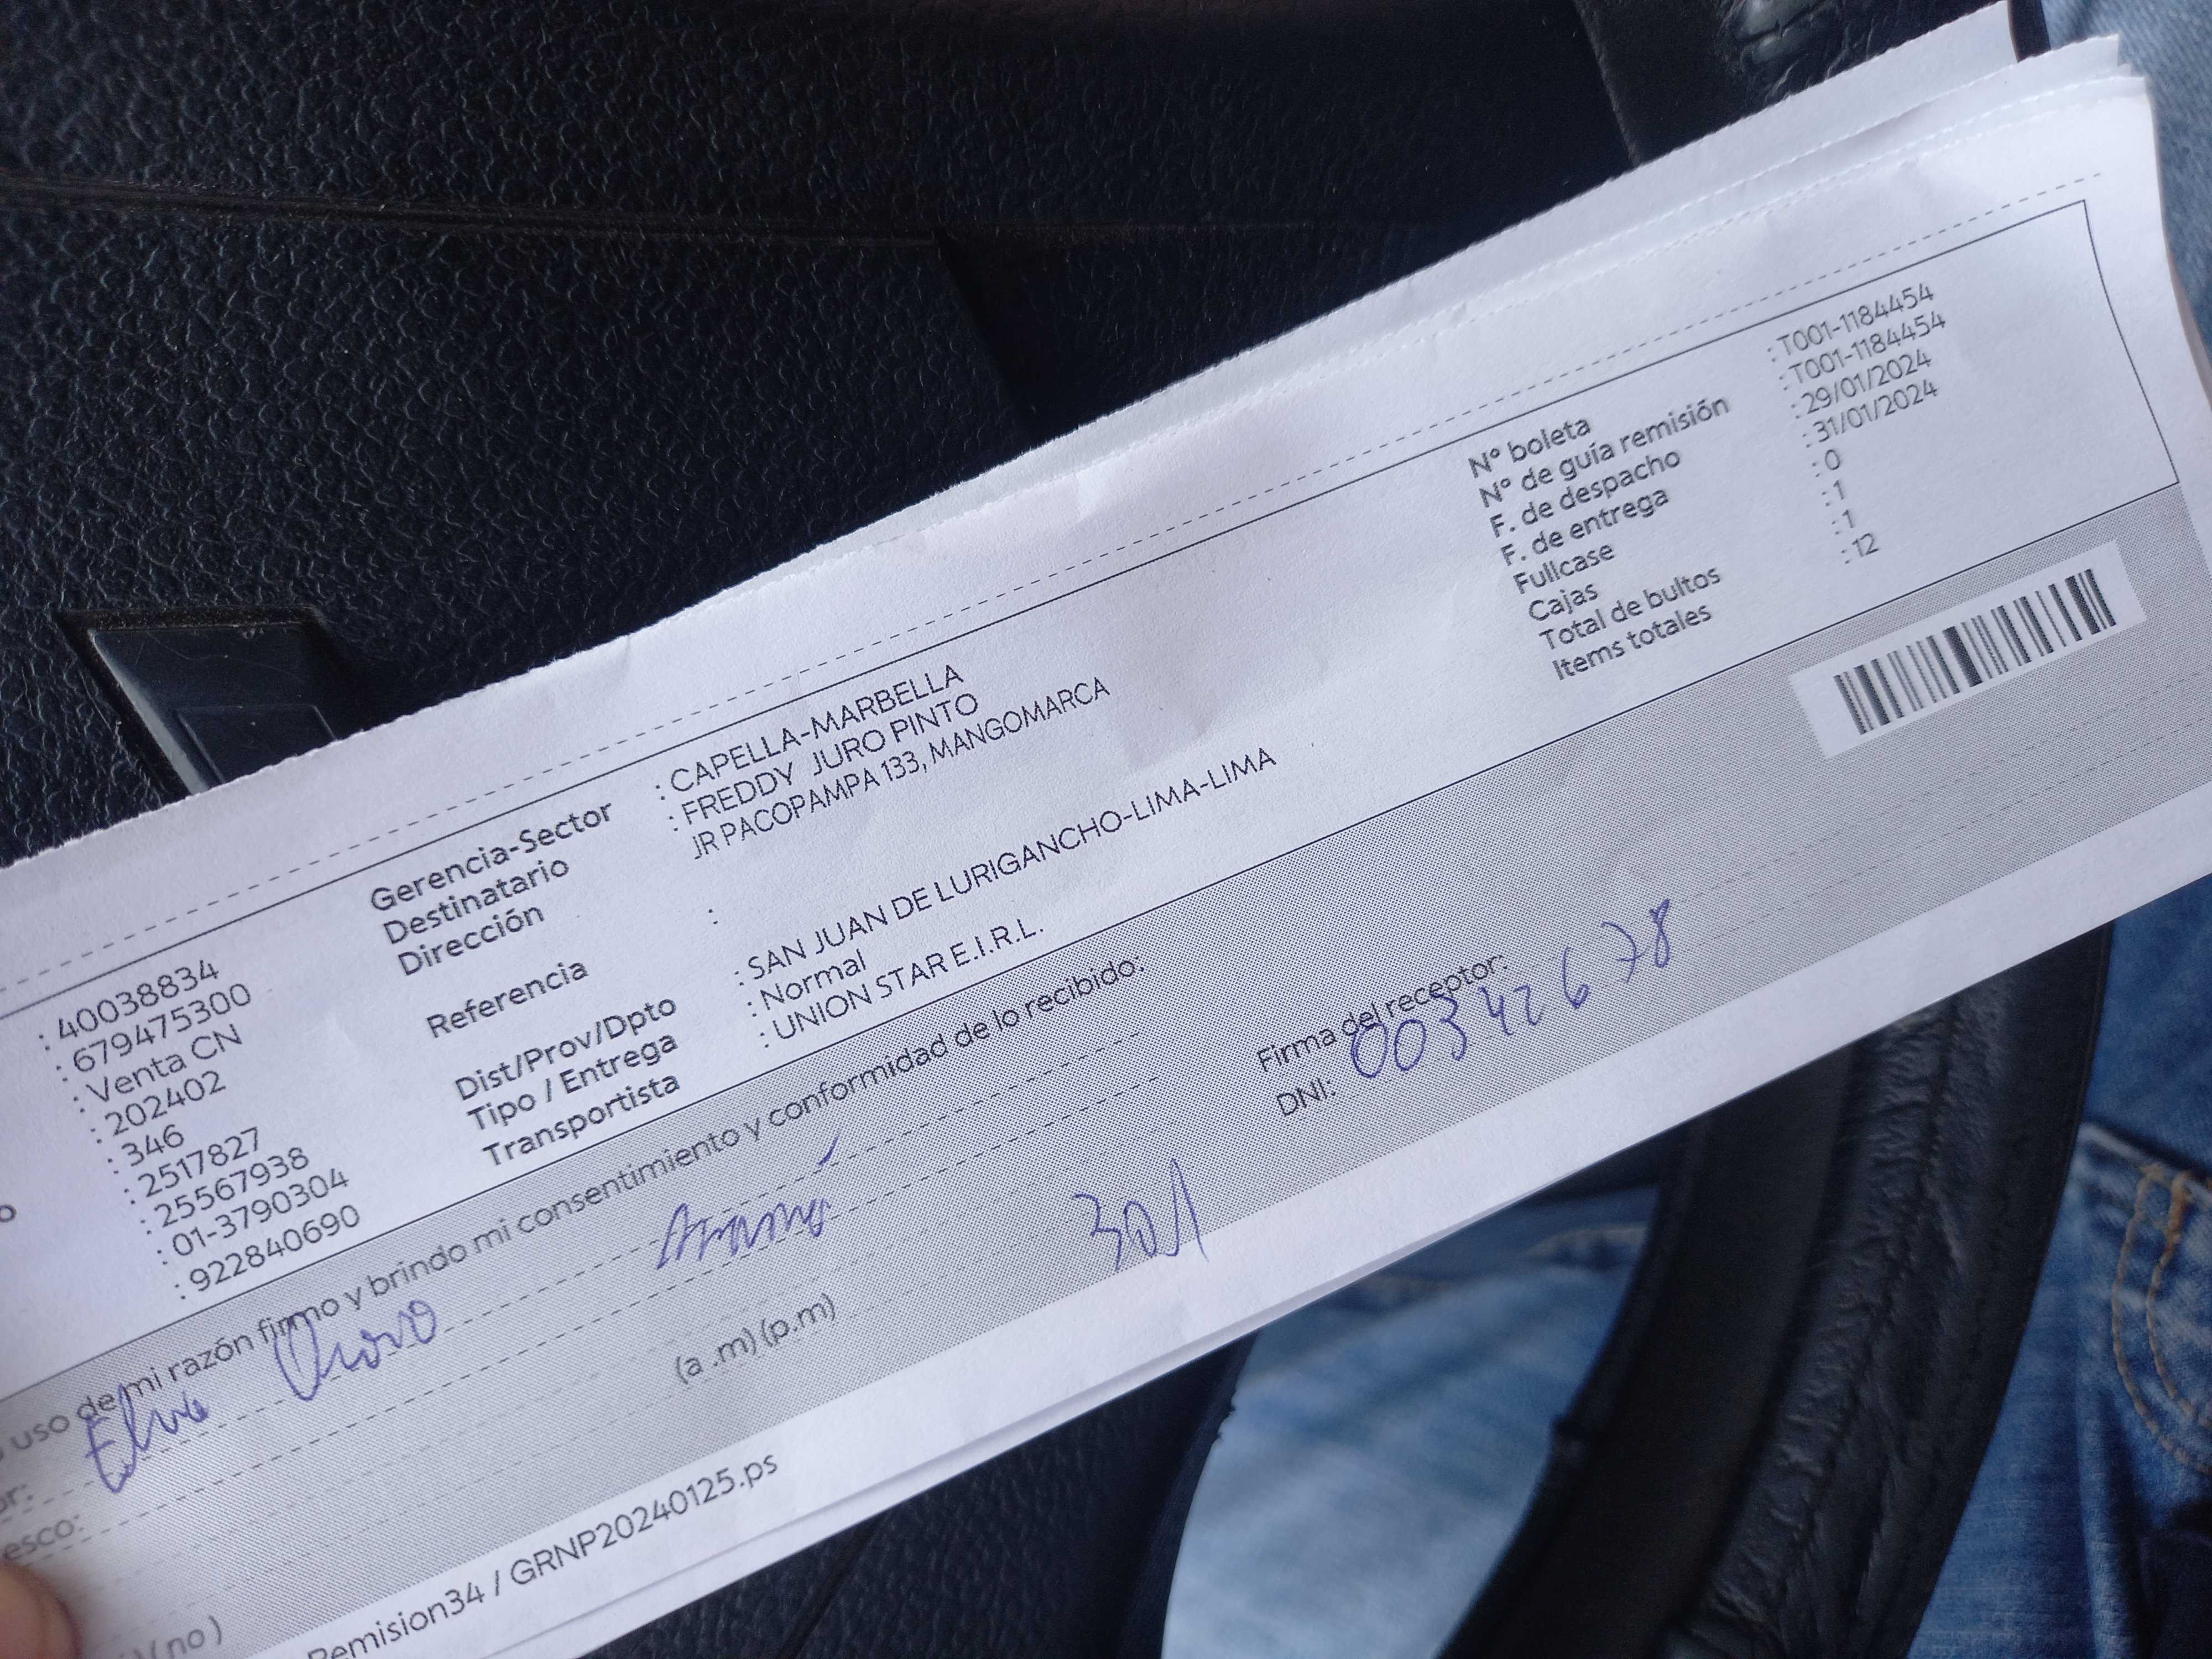 : 40038834
: 679475300
: Venta CN
: 202402
: 346
: 2517827
: 25567938
: 01-3790304
: 922840690
Gerencia-Sector : CAPELLA-MARBELLA
Destinatario : FREDDY JURO PINTO
Dirección JR PACOPAMPA 133, MANGOMARCA
Referencia :
Dist/Prov/Dpto : SAN JUAN DE LURIGANCHO-LIMA-LIMA
Tipo / Entrega : Normal
Transportista : UNION STAR E.I.R.L.
N° boleta : T001-1184454
N° de guía remisión : T001-1184454
F. de despacho : 29/01/2024
F. de entrega : 31/01/2024
Fullcase : 0
Cajas : 1
Total de bultos : 1
Items totales : 12
uso de mi razón firmo y brindo mi consentimiento y conformidad de lo recibido:
or:
Firma del receptor:
esco:
DNI: 00342678
301
(a .m) (p.m)
(no)
Remision34 / GRNP20240125.ps